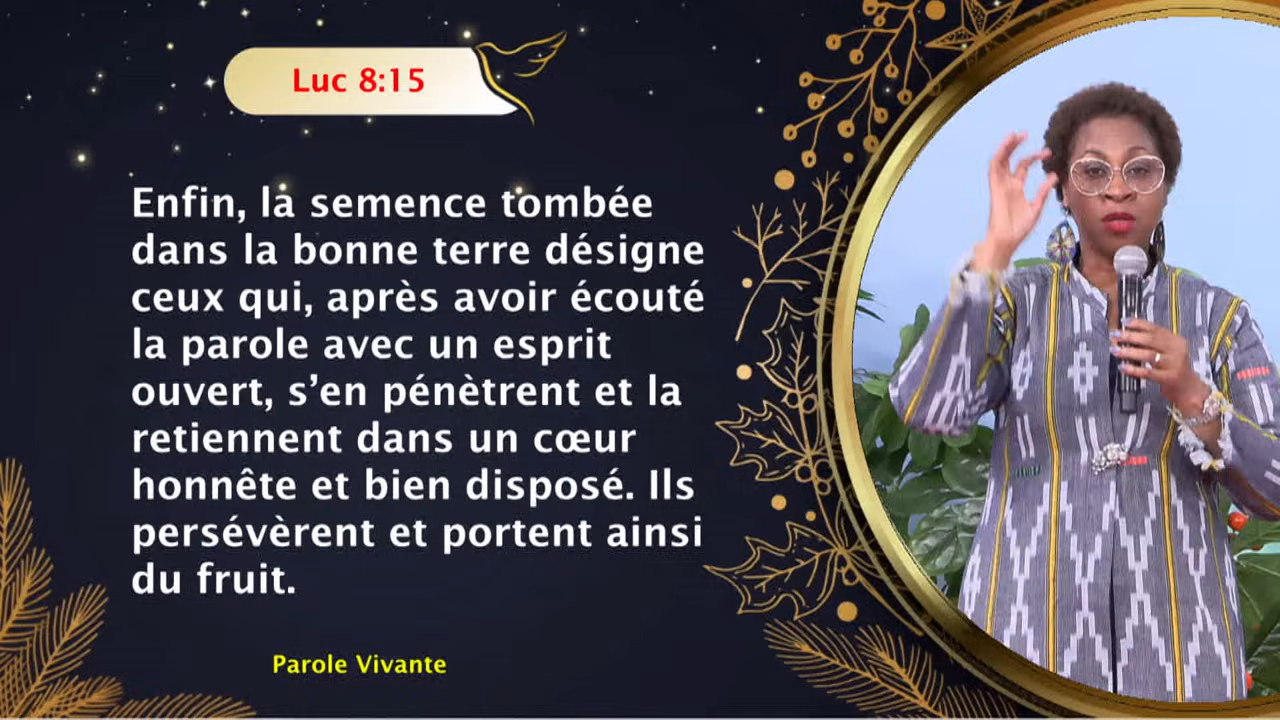 Luc 8:15
Enfin, la semence tombée
dans la bonne terre désigne
ceux qui, après avoir écouté
la parole avec un esprit
ouvert, s’en pénètrent et la
retiennent dans un cœur
honnête et bien disposé. Ils
persévèrent et portent ainsi
du fruit.
Parole Vivante